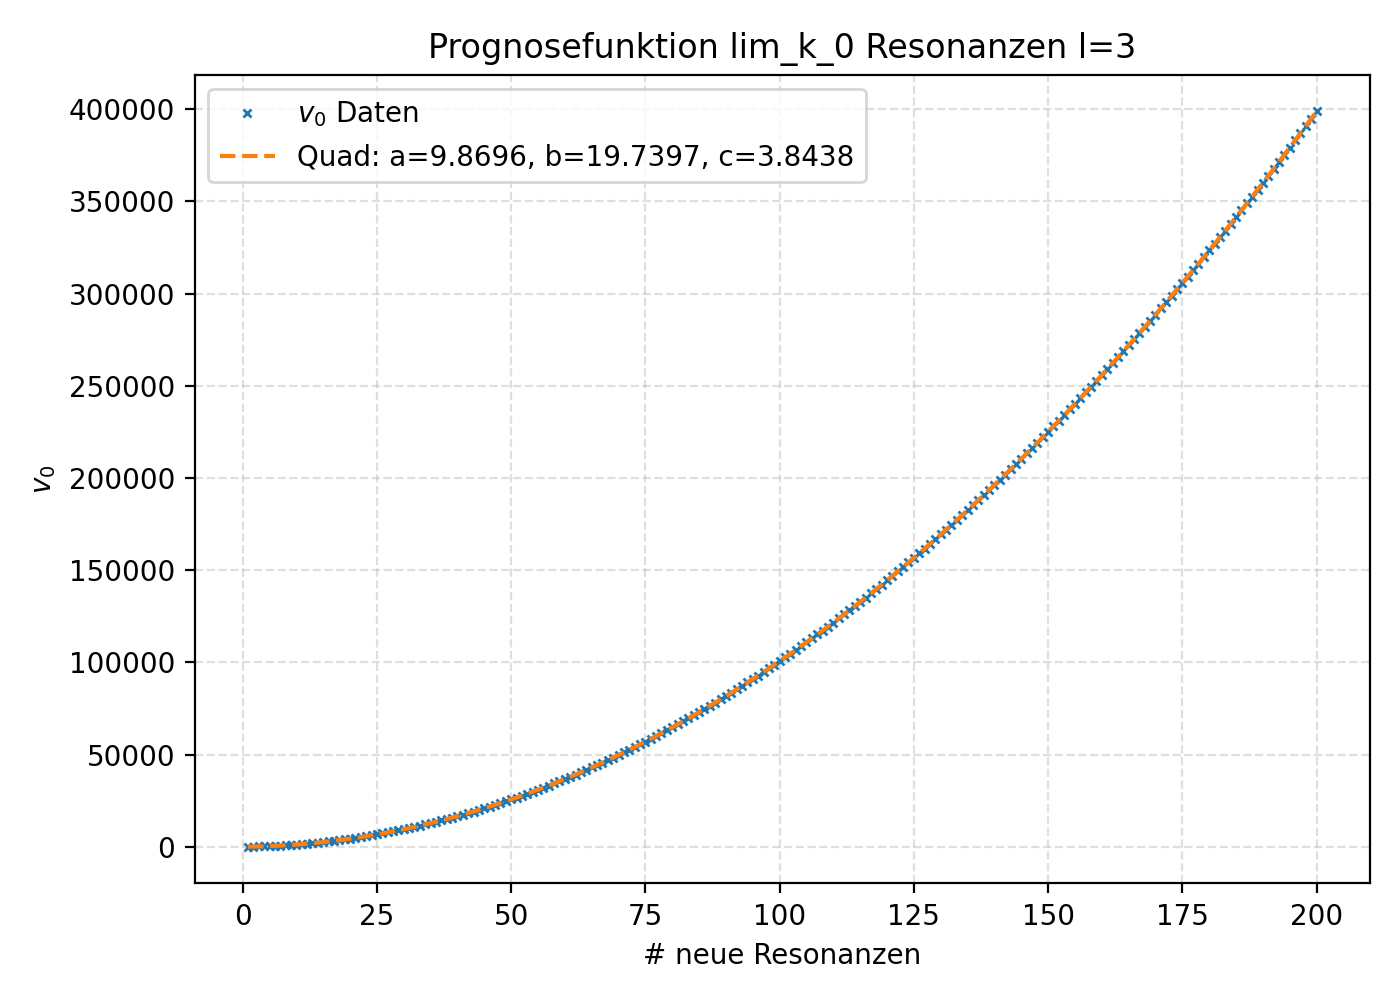 Prognosefunktion lim_k_0 Resonanzen l=3
v₀ Daten
Quad: a=9.8696, b=19.7397, c=3.8438
400000
350000
300000
250000
200000
150000
100000
50000
0
v₀
0 25 50 75 100 125 150 175 200
# neue Resonanzen